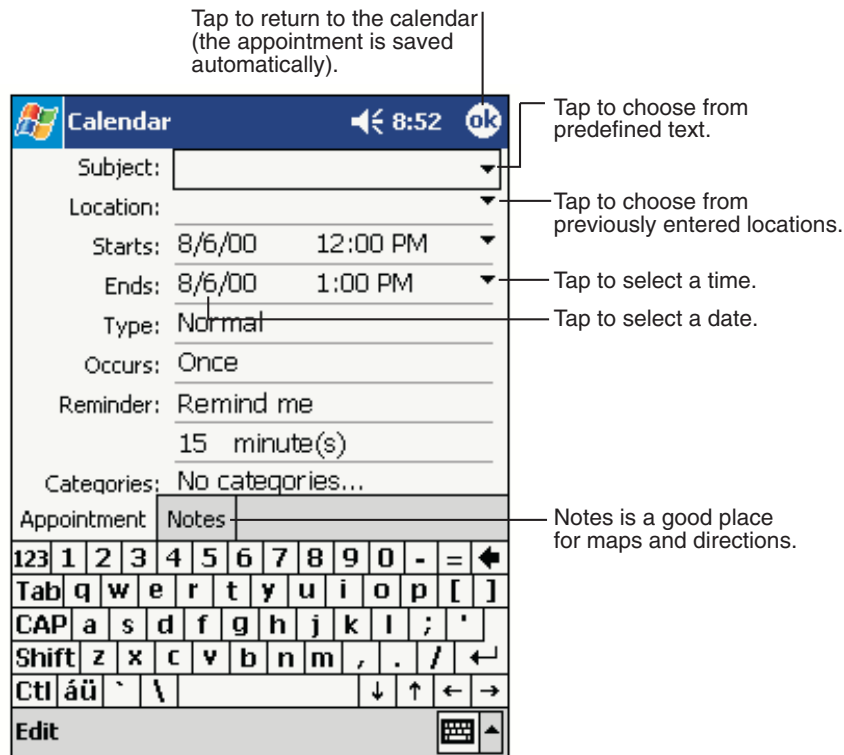 Tap to return to the calendar
(the appointment is saved
automatically).
Calendar 8:52 ok
Tap to choose from
predefined text.
Subject:
Location:
Tap to choose from
previously entered locations.
Starts: 8/6/00 12:00 PM
Ends: 8/6/00 1:00 PM
Tap to select a time.
Type: Normal
Tap to select a date.
Occurs: Once
Reminder: Remind me
15 minute(s)
Categories: No categories...
Appointment Notes
Notes is a good place
for maps and directions.
123 1 2 3 4 5 6 7 8 9 0 - = 🡄
Tab q w e r t y u i o p [ ]
CAP a s d f g h j k l ; '
Shift z x c v b n m , . / ↵
Ctl áü ` \ ↓ ↑ ← →
Edit